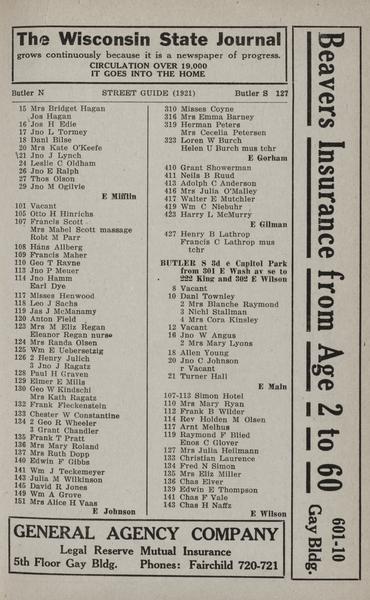 The Wisconsin State Journal
grows continuously because it is a newspaper of progress.
CIRCULATION OVER 19,000
IT GOES INTO THE HOME
Butler N STREET GUIDE (1921) Butler S 127
15 Mrs Bridget Hagan
Jos Hagan
16 Jos H Edie
17 Jno L Tormey
18 Danl Bilse
20 Mrs Kate O'Keefe
21 Jno J Lynch
24 Leslie C Oldham
26 Jno E Ralph
27 Thos Olson
29 Jno M Ogilvie
E Mifflin
101 Vacant
105 Otto H Hinrichs
107 Francis Scott
Mrs Mabel Scott massage
Robt M Parr
108 Hans Allberg
109 Francis Maher
110 Geo T Rayne
113 Jno P Meuer
114 Jno Hamm
Earl Dye
117 Misses Henwood
118 Leo J Sachs
119 Jas J McManamy
120 Anton Field
123 Mrs M Eliz Regan
Eleanor Regan nurse
124 Mrs Randa Olsen
125 Wm E Uebersetzig
126 2 Henry Julich
3 Jno J Ragatz
128 Paul H Graven
129 Elmer E Mills
130 Geo W Kindschi
Mrs Kath Ragatz
132 Frank Fleckenstein
133 Chester W Constantine
134 2 Geo R Wheeler
3 Grant Chandler
135 Frank T Pratt
136 Mrs Mary Roland
137 Mrs Ruth Dopp
140 Edwin F Gibbs
141 Wm J Teckemeyer
143 Julia M Wilkinson
145 David R Jones
149 Wm A Grove
151 Mrs Alice H Vaas
E Johnson
310 Misses Coyne
316 Mrs Emma Barney
319 Herman Peters
Mrs Cecelia Petersen
323 Loren W Burch
Helen U Burch mus tchr
E Gorham
410 Grant Showerman
411 Neils B Ruud
413 Adolph C Anderson
416 Mrs Julia O'Malley
417 Walter E Mutchler
419 Wm C Niebuhr
423 Harry L McMurry
E Gilman
427 Henry B Lathrop
Francis C Lathrop mus
tchr
BUTLER S 3d e Capitol Park
from 301 E Wash av se to
222 King and 302 E Wilson
8 Vacant
10 Danl Townley
2 Mrs Blanche Raymond
3 Nichl Stallman
4 Mrs Cora Kinsley
12 Vacant
16 Jno W Angus
2 Mrs Mary Lyons
18 Allen Young
20 Jno C Johnson
r Vacant
21 Turner Hall
E Main
107-113 Simon Hotel
110 Mrs Mary Ryan
112 Frank B Wilder
114 Rev Holden M Olsen
117 Arnt Melhus
119 Raymond F Blied
Enos C Glover
127 Mrs Julia Heilmann
133 Christian Laurence
134 Fred N Simon
135 Mrs Eliz Miller
136 Chas Elver
139 Edwin E Thompson
141 Chas F Vale
143 Chas H Naffz
E Wilson
GENERAL AGENCY COMPANY
Legal Reserve Mutual Insurance
5th Floor Gay Bldg. Phones: Fairchild 720-721
Beavers Insurance from Age 2 to 60
601-10
Gay Bldg.